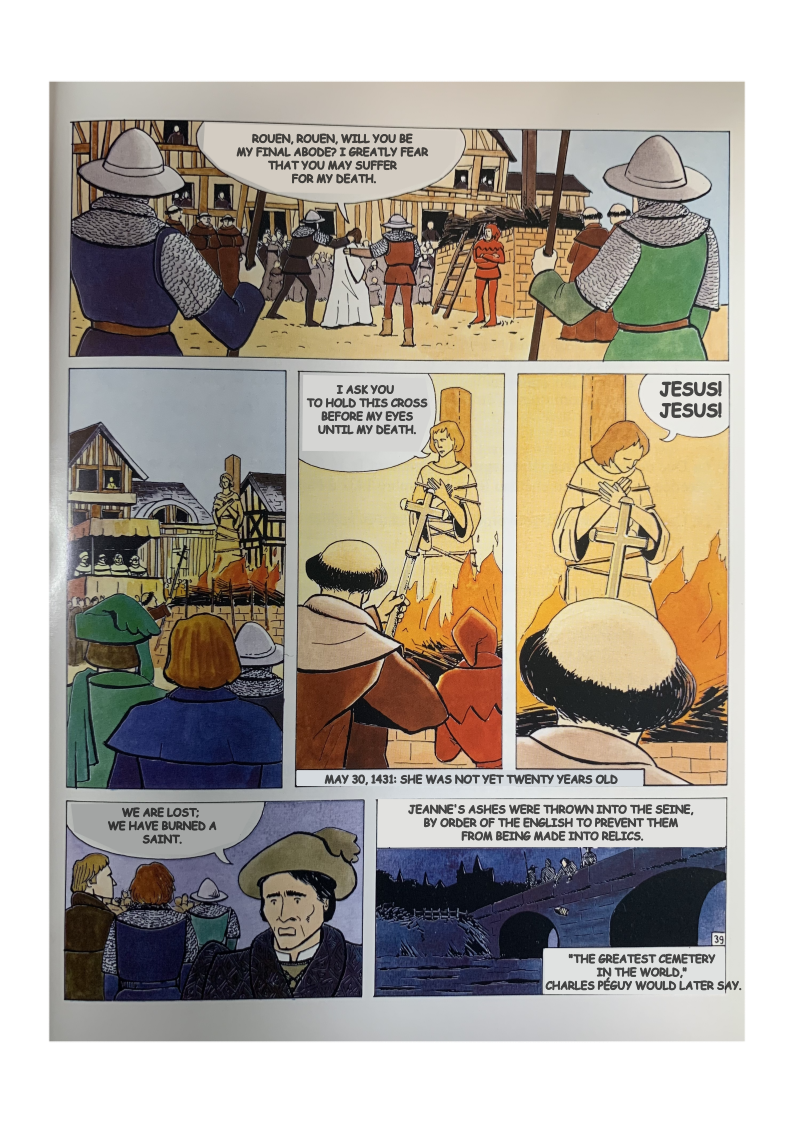 ROUEN, ROUEN, WILL YOU BE
MY FINAL ABODE? I GREATLY FEAR
THAT YOU MAY SUFFER
FOR MY DEATH.
I ASK YOU
TO HOLD THIS CROSS
BEFORE MY EYES
UNTIL MY DEATH.
JESUS!
JESUS!
MAY 30, 1431: SHE WAS NOT YET TWENTY YEARS OLD
WE ARE LOST;
WE HAVE BURNED A
SAINT.
JEANNE'S ASHES WERE THROWN INTO THE SEINE,
BY ORDER OF THE ENGLISH TO PREVENT THEM
FROM BEING MADE INTO RELICS.
39
"THE GREATEST CEMETERY
IN THE WORLD,"
CHARLES PÉGUY WOULD LATER SAY.